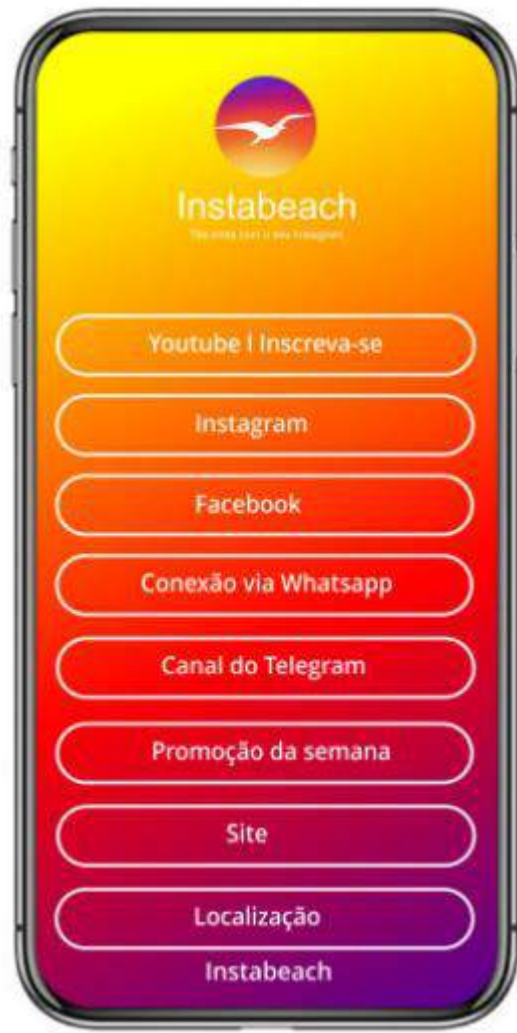 Instabeach
Youtube l Inscreva-se
Instagram
Facebook
Conexão via Whatsapp
Canal do Telegram
Promoção da semana
Site
Localização
Instabeach